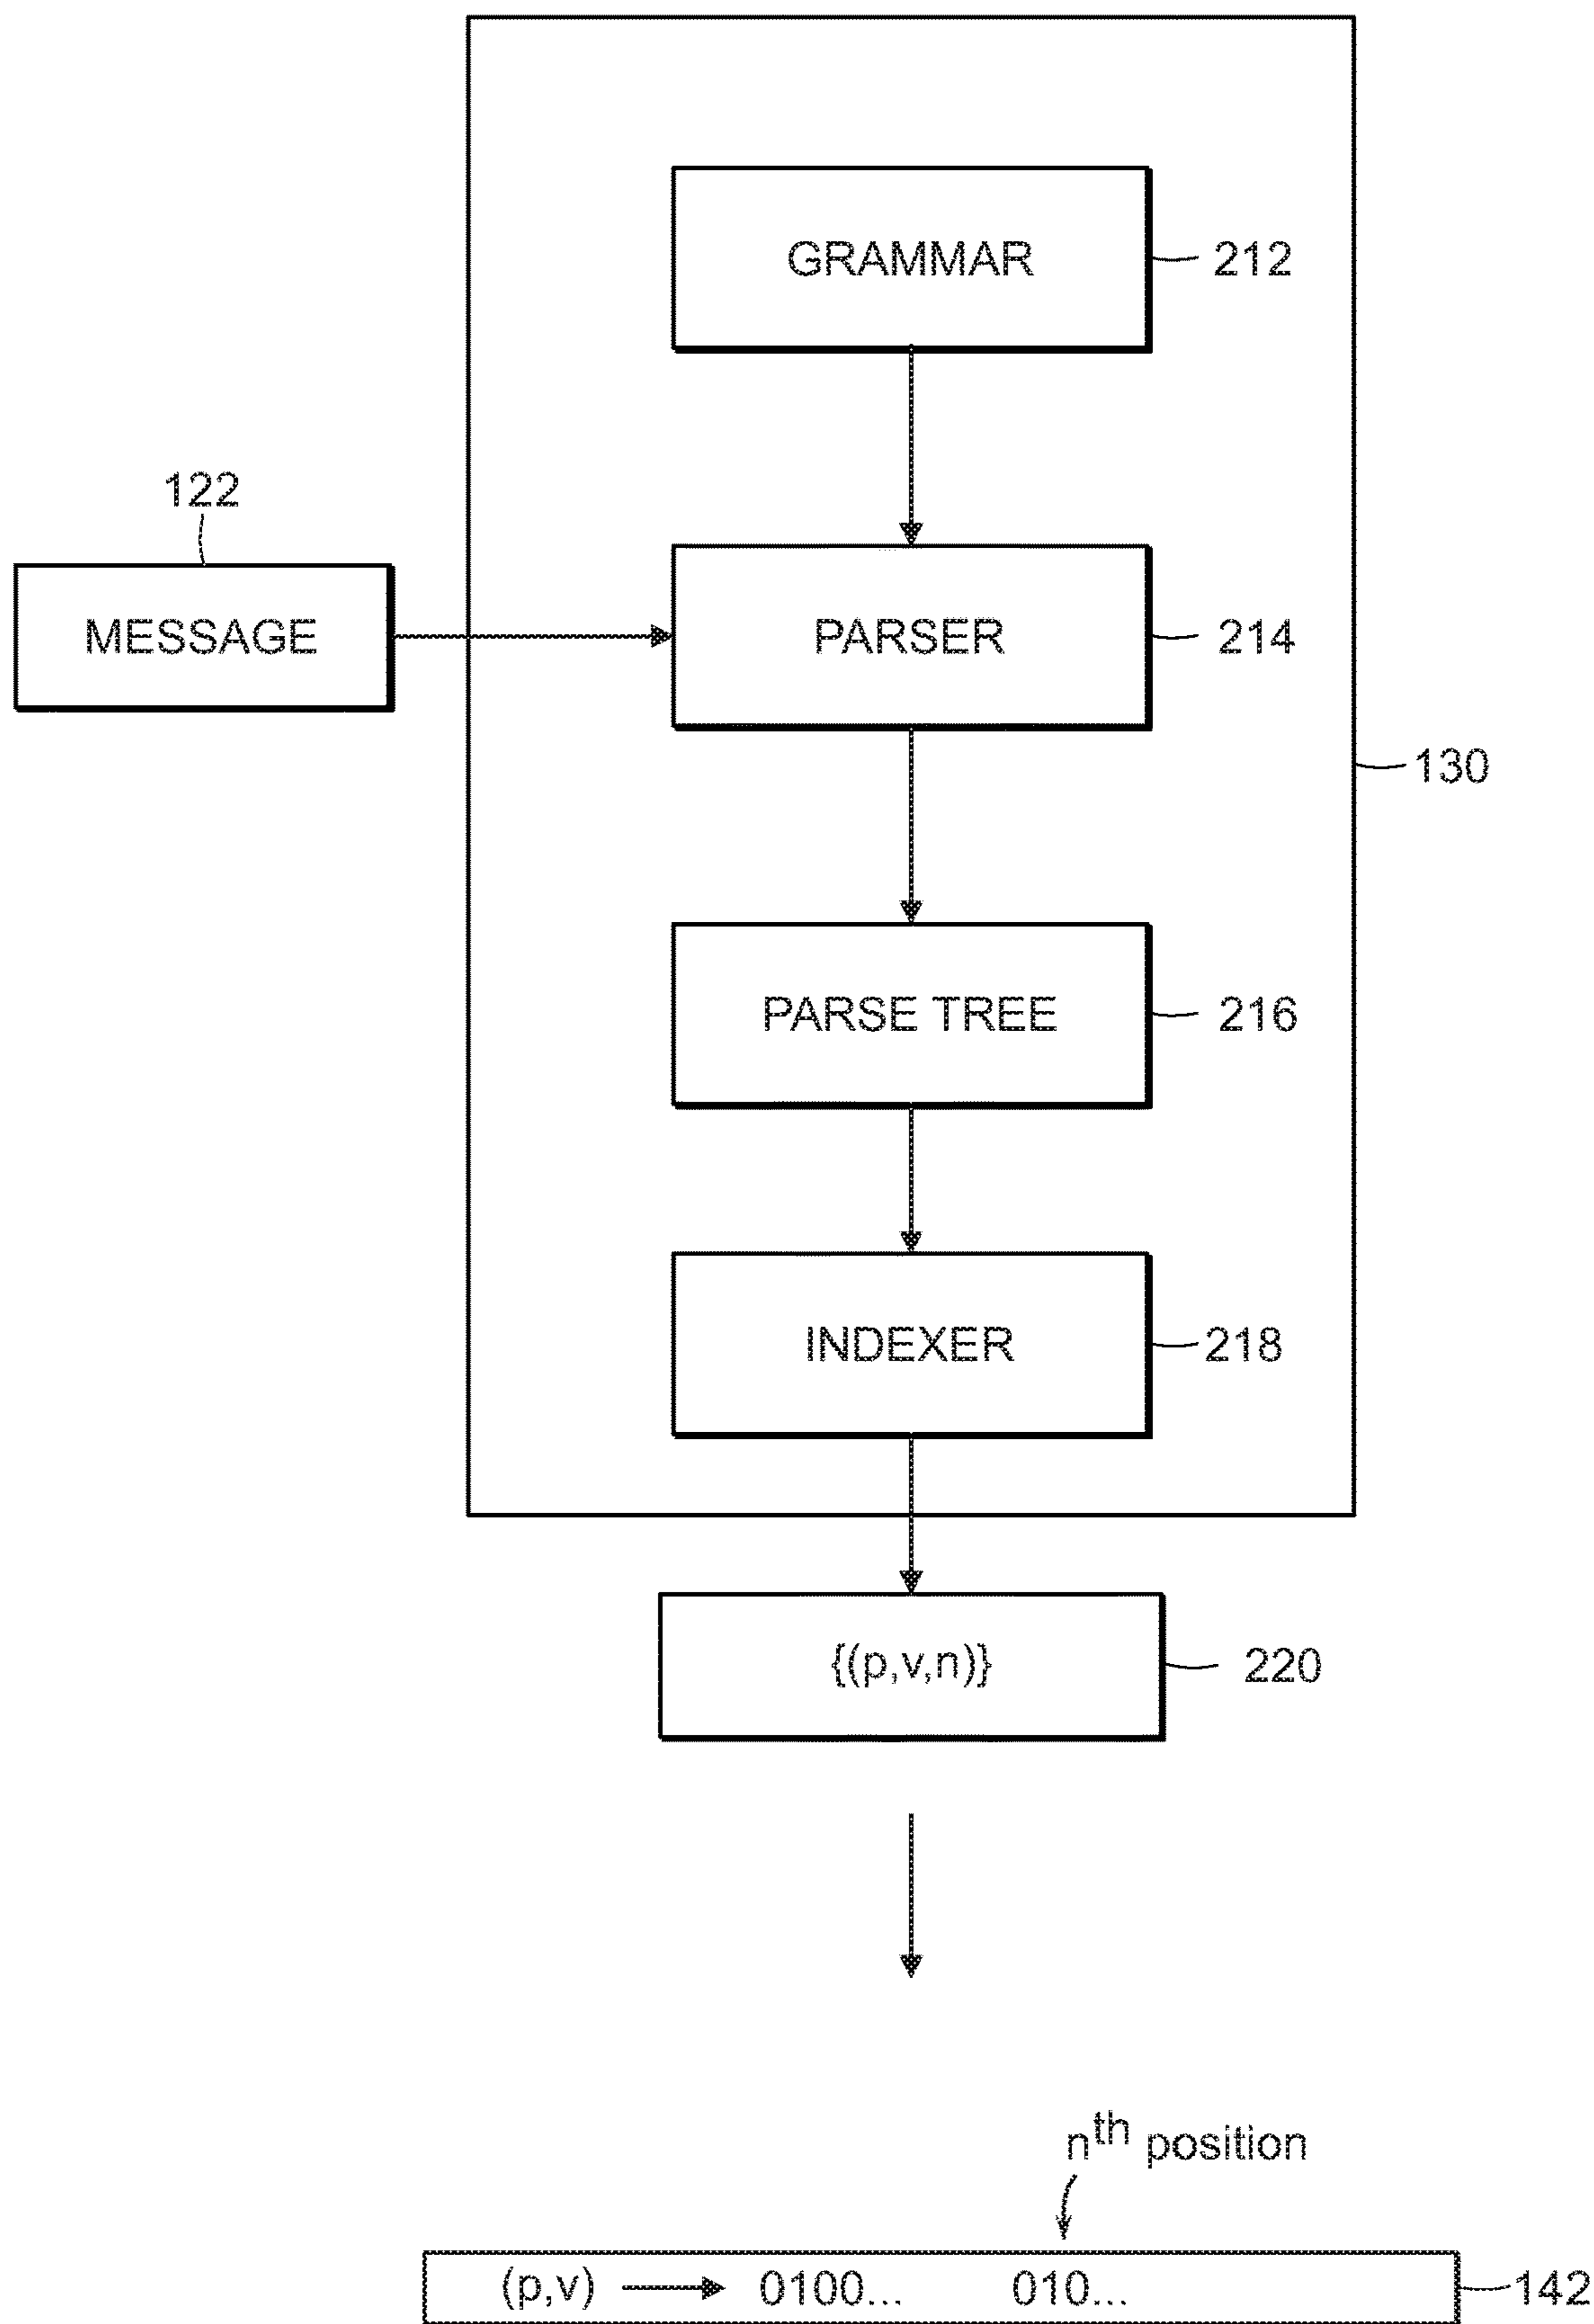 GRAMMAR 212
122
MESSAGE PARSER 214
130
PARSE TREE 216
INDEXER 218
{(p,v,n)} 220
nth position
(p,v) 0100... 010... 142